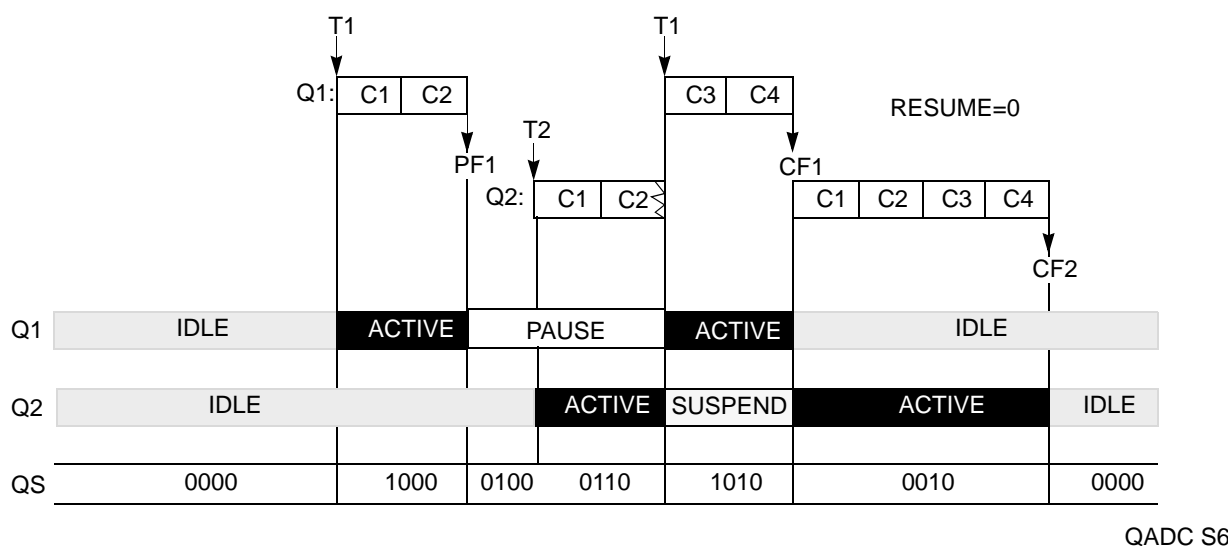 T1 T1
Q1: C1 C2 C3 C4 RESUME=0
T2
PF1 CF1
Q2: C1 C2 C1 C2 C3 C4
CF2
Q1 IDLE ACTIVE PAUSE ACTIVE IDLE
Q2 IDLE ACTIVE SUSPEND ACTIVE IDLE
QS 0000 1000 0100 0110 1010 0010 0000
QADC S6